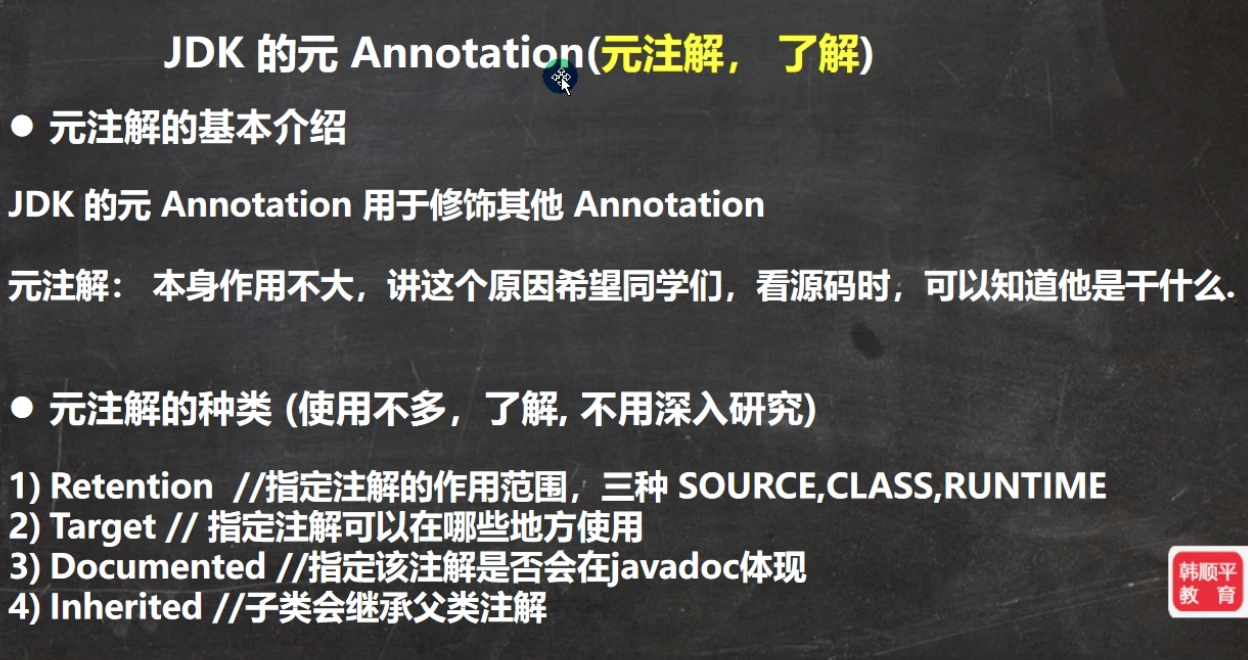 JDK 的元 Annotation(元注解， 了解)
● 元注解的基本介绍
JDK 的元 Annotation 用于修饰其他 Annotation
元注解： 本身作用不大，讲这个原因希望同学们，看源码时，可以知道他是干什么.
● 元注解的种类 (使用不多，了解, 不用深入研究)
1) Retention //指定注解的作用范围，三种 SOURCE,CLASS,RUNTIME
2) Target // 指定注解可以在哪些地方使用
3) Documented //指定该注解是否会在javadoc体现
4) Inherited //子类会继承父类注解
韩顺平
教 育